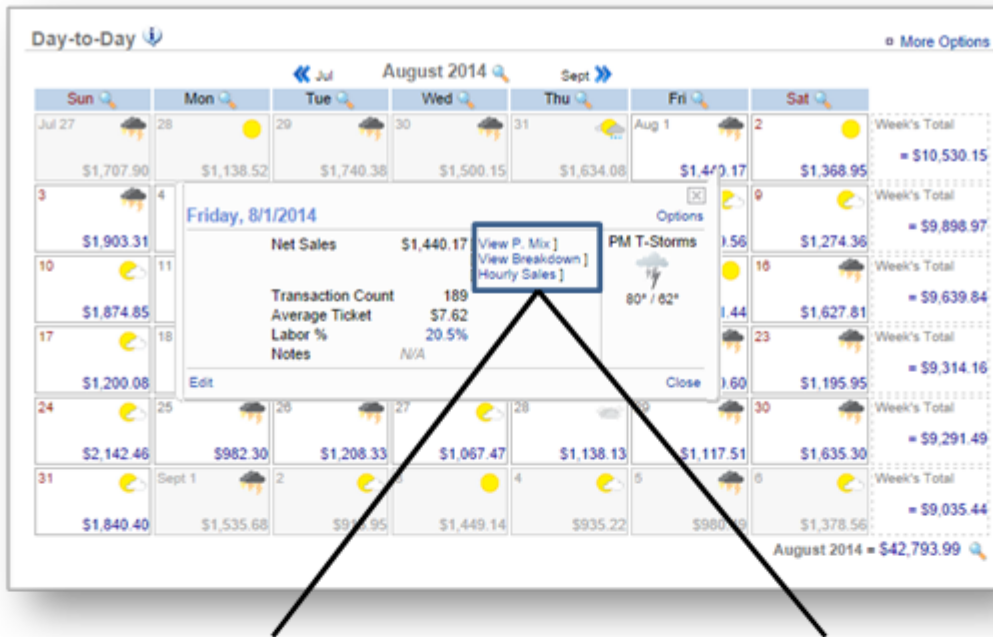 Day-to-Day
More Options
Jul August 2014 Sept
Sun Mon Tue Wed Thu Fri Sat
Jul 27 28 29 30 31 Aug 1 2 Week's Total
$1,707.90 $1,138.52 $1,740.38 $1,500.15 $1,634.08 $1,440.17 $1,368.95 = $10,530.15
3 4 9 Week's Total
$1,903.31 .56 $1,274.36 = $9,898.97
10 11 16 Week's Total
$1,874.85 .44 $1,627.81 = $9,639.84
17 18 23 Week's Total
$1,200.08 .60 $1,195.95 = $9,314.16
Friday, 8/1/2014 Options
Net Sales $1,440.17 View P. Mix ] PM T-Storms
View Breakdown ]
Hourly Sales ]
80° / 62°
Transaction Count 189
Average Ticket $7.62
Labor % 20.5%
Notes N/A
Edit Close
24 25 26 27 28 30 Week's Total
$2,142.46 $982.30 $1,208.33 $1,067.47 $1,138.13 $1,117.51 $1,635.30 = $9,291.49
31 Sept 1 2 4 5 6 Week's Total
$1,840.40 $1,535.68 $1,449.14 $935.22 $1,378.56 = $9,035.44
August 2014 = $42,793.99